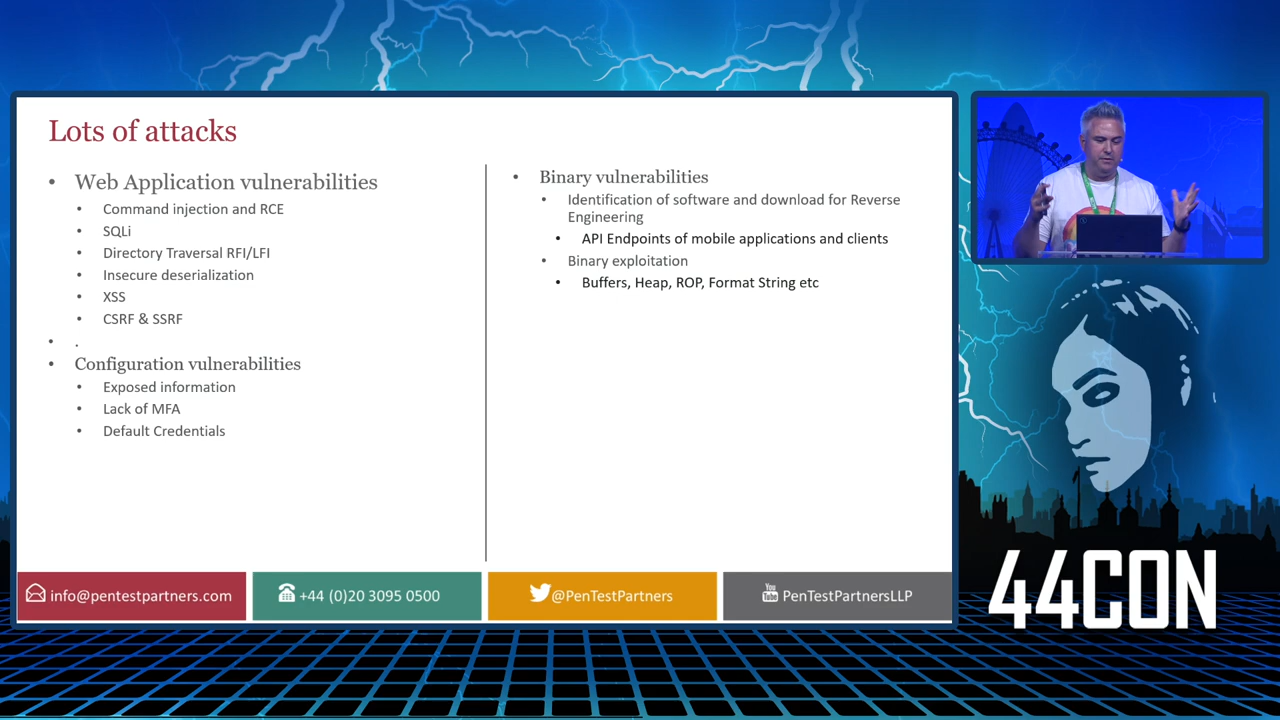 Lots of attacks
• Web Application vulnerabilities
• Command injection and RCE
• SQLi
• Directory Traversal RFI/LFI
• Insecure deserialization
• XSS
• CSRF & SSRF
• .
• Configuration vulnerabilities
• Exposed information
• Lack of MFA
• Default Credentials
• Binary vulnerabilities
• Identification of software and download for Reverse
Engineering
• API Endpoints of mobile applications and clients
• Binary exploitation
• Buffers, Heap, ROP, Format String etc
info@pentestpartners.com
+44 (0)20 3095 0500
@PenTestPartners
You
Tube
PenTestPartnersLLP
44CON